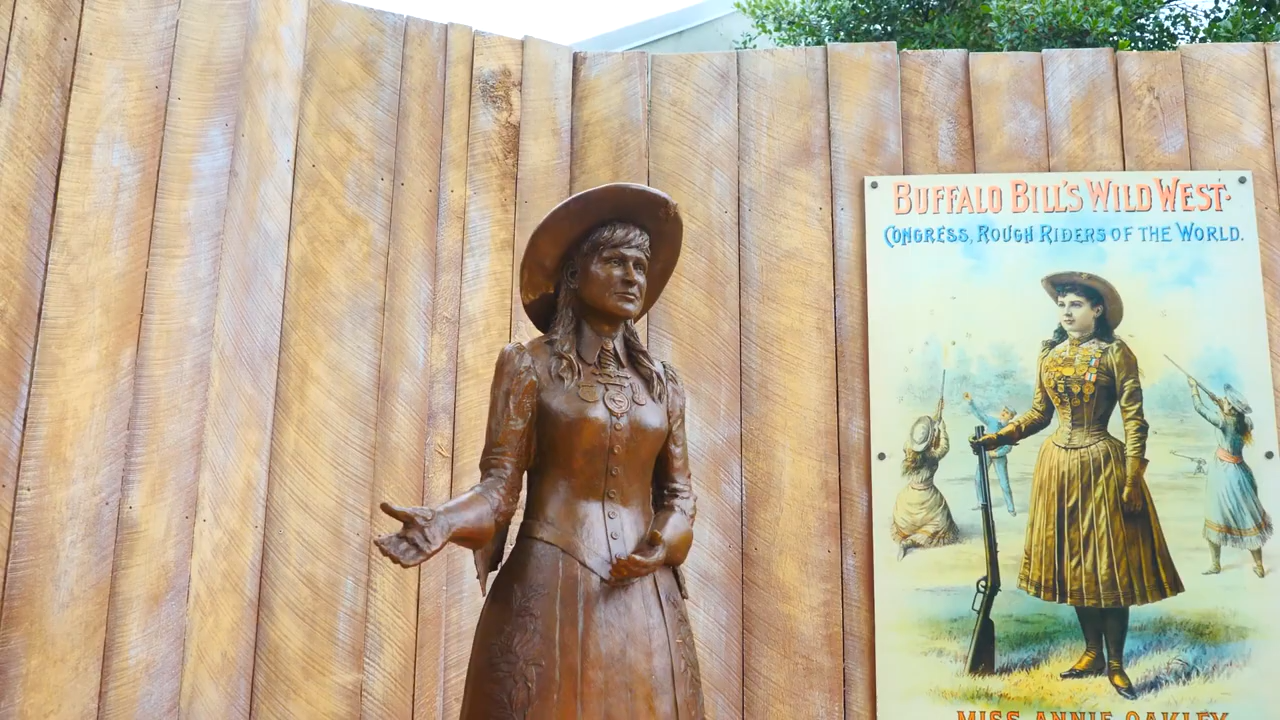 BUFFALO BILL'S WILD WEST.
CONGRESS, ROUGH RIDERS OF THE WORLD.
MISS ANNIE OAKLEY